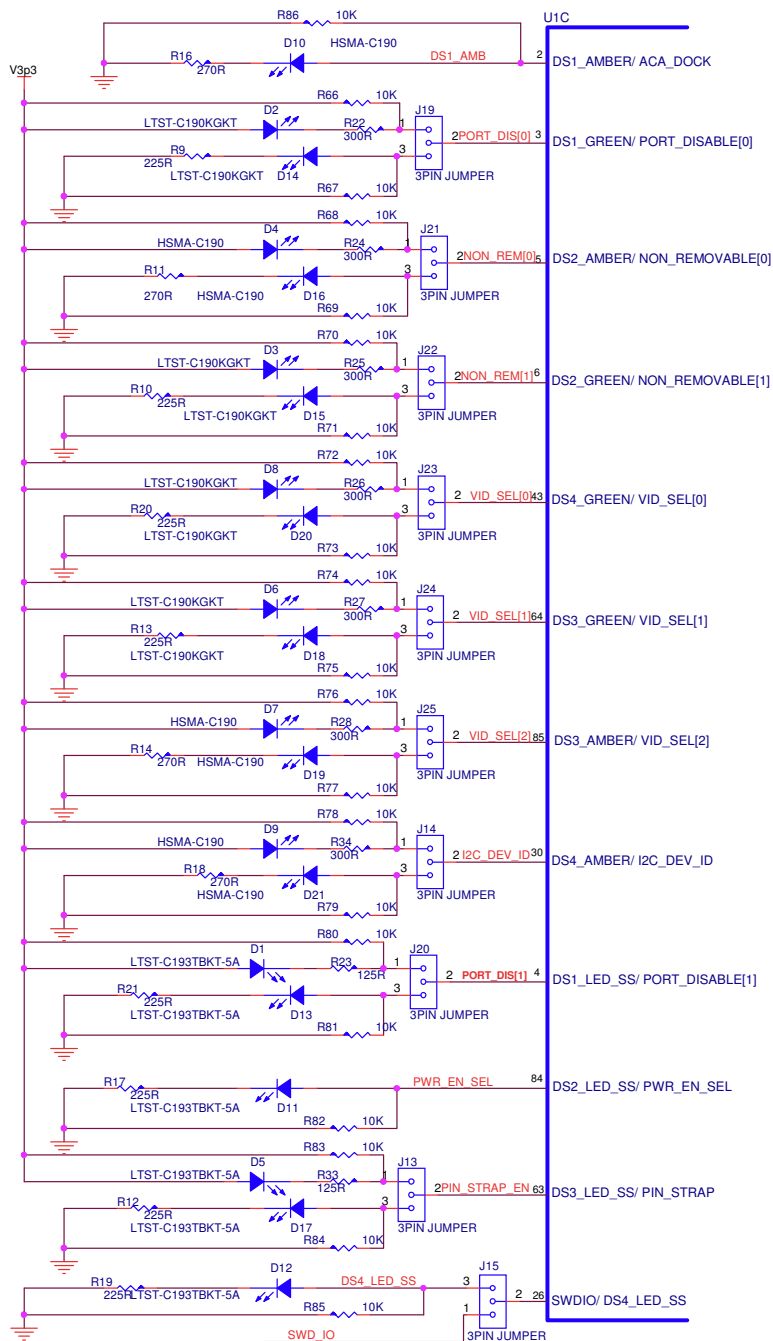 R86 10K U1C
V3p3 R16 270R D10 HSMA-C190 DS1_AMB 2 DS1_AMBER/ ACA_DOCK
R66 10K
LTST-C190KGKT D2 R22 300R 1 J19 2 PORT_DIS[0] 3 DS1_GREEN/ PORT_DISABLE[0]
R9 225R LTST-C190KGKT D14 3 3PIN JUMPER
R67 10K
R68 10K
HSMA-C190 D4 R24 300R 1 J21 2 NON_REM[0] 5 DS2_AMBER/ NON_REMOVABLE[0]
R11 270R HSMA-C190 D16 3 3PIN JUMPER
R69 10K
R70 10K
LTST-C190KGKT D3 R25 300R 1 J22 2 NON_REM[1] 6 DS2_GREEN/ NON_REMOVABLE[1]
R10 225R LTST-C190KGKT D15 3 3PIN JUMPER
R71 10K
R72 10K
LTST-C190KGKT D8 R26 300R 1 J23 2 VID_SEL[0] 43 DS4_GREEN/ VID_SEL[0]
R20 225R LTST-C190KGKT D20 3 3PIN JUMPER
R73 10K
R74 10K
LTST-C190KGKT D6 R27 300R 1 J24 2 VID_SEL[1] 64 DS3_GREEN/ VID_SEL[1]
R13 225R LTST-C190KGKT D18 3 3PIN JUMPER
R75 10K
R76 10K
HSMA-C190 D7 R28 300R 1 J25 2 VID_SEL[2] 85 DS3_AMBER/ VID_SEL[2]
R14 270R HSMA-C190 D19 3 3PIN JUMPER
R77 10K
R78 10K
HSMA-C190 D9 R34 300R 1 J14 2 I2C_DEV_ID 30 DS4_AMBER/ I2C_DEV_ID
R18 270R HSMA-C190 D21 3 3PIN JUMPER
R79 10K
R80 10K
LTST-C193TBKT-5A D1 R23 125R 1 J20 2 PORT_DIS[1] 4 DS1_LED_SS/ PORT_DISABLE[1]
R21 225R LTST-C193TBKT-5A D13 3 3PIN JUMPER
R81 10K
R17 225R LTST-C193TBKT-5A D11 PWR_EN_SEL 84 DS2_LED_SS/ PWR_EN_SEL
R82 10K
R83 10K
LTST-C193TBKT-5A D5 R33 125R 1 J13 2 PIN_STRAP_EN 63 DS3_LED_SS/ PIN_STRAP
R12 225R LTST-C193TBKT-5A D17 3 3PIN JUMPER
R84 10K
R19 225R LTST-C193TBKT-5A D12 DS4_LED_SS 3 J15 2 26 SWDIO/ DS4_LED_SS
R85 10K 1
SWD_IO 3PIN JUMPER